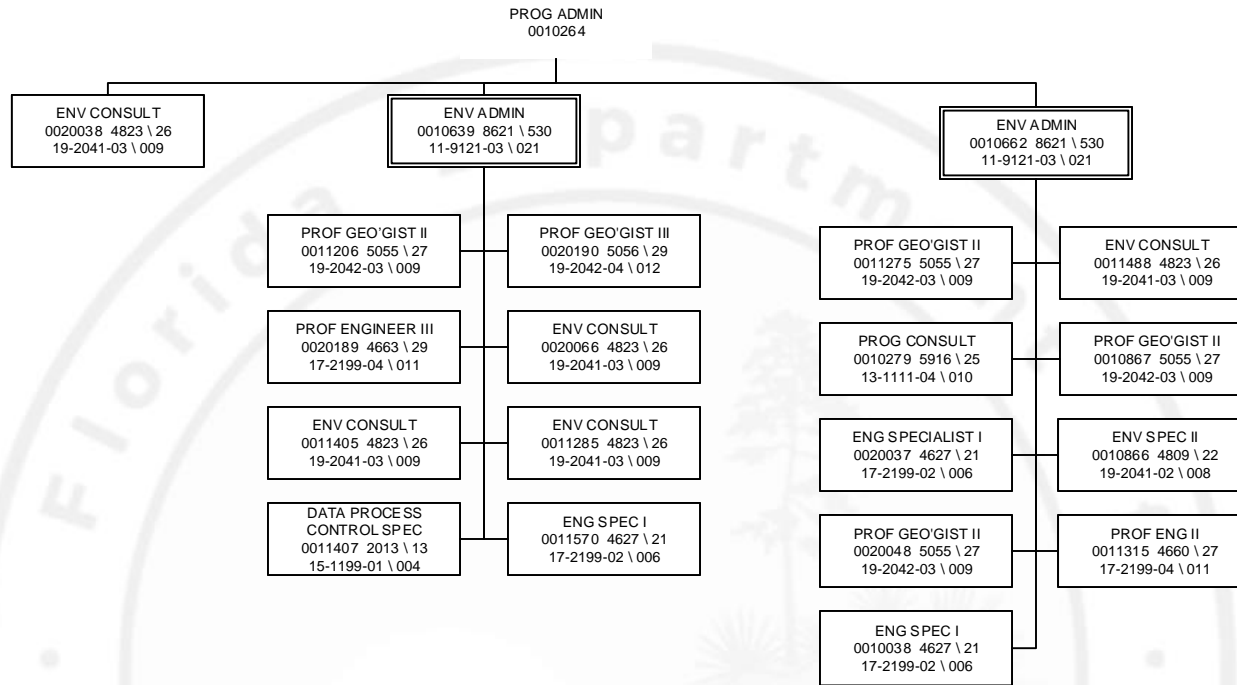 PROG ADMIN
0010264
ENV CONSULT
0020038 4823 \ 26
19-2041-03 \ 009
ENV ADMIN
0010639 8621 \ 530
11-9121-03 \ 021
ENV ADMIN
0010662 8621 \ 530
11-9121-03 \ 021
PROF GEO'GIST II
0011206 5055 \ 27
19-2042-03 \ 009
PROF GEO'GIST III
0020190 5056 \ 29
19-2042-04 \ 012
PROF ENGINEER III
0020189 4663 \ 29
17-2199-04 \ 011
ENV CONSULT
0020066 4823 \ 26
19-2041-03 \ 009
ENV CONSULT
0011405 4823 \ 26
19-2041-03 \ 009
ENV CONSULT
0011285 4823 \ 26
19-2041-03 \ 009
DATA PROCESS
CONTROL SPEC
0011407 2013 \ 13
15-1199-01 \ 004
ENG SPEC I
0011570 4627 \ 21
17-2199-02 \ 006
PROF GEO'GIST II
0011275 5055 \ 27
19-2042-03 \ 009
ENV CONSULT
0011488 4823 \ 26
19-2041-03 \ 009
PROG CONSULT
0010279 5916 \ 25
13-1111-04 \ 010
PROF GEO'GIST II
0010867 5055 \ 27
19-2042-03 \ 009
ENG SPECIALIST I
0020037 4627 \ 21
17-2199-02 \ 006
ENV SPEC II
0010866 4809 \ 22
19-2041-02 \ 008
PROF GEO'GIST II
0020048 5055 \ 27
19-2042-03 \ 009
PROF ENG II
0011315 4660 \ 27
17-2199-04 \ 011
ENG SPEC I
0010038 4627 \ 21
17-2199-02 \ 006
Florida Department